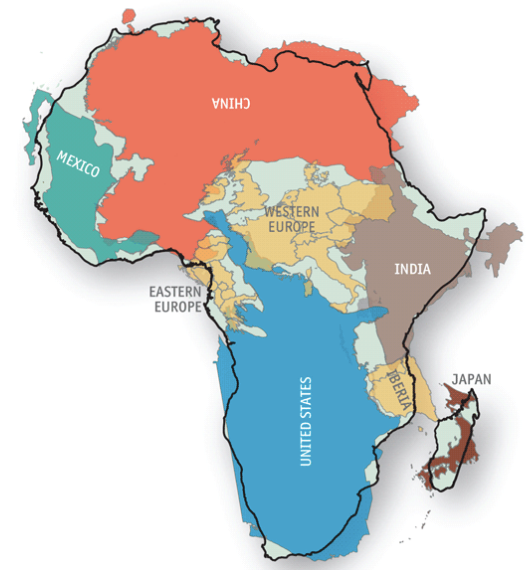 CHINA
MEXICO
WESTERN
EUROPE
INDIA
EASTERN
EUROPE
IBERIA
JAPAN
UNITED STATES